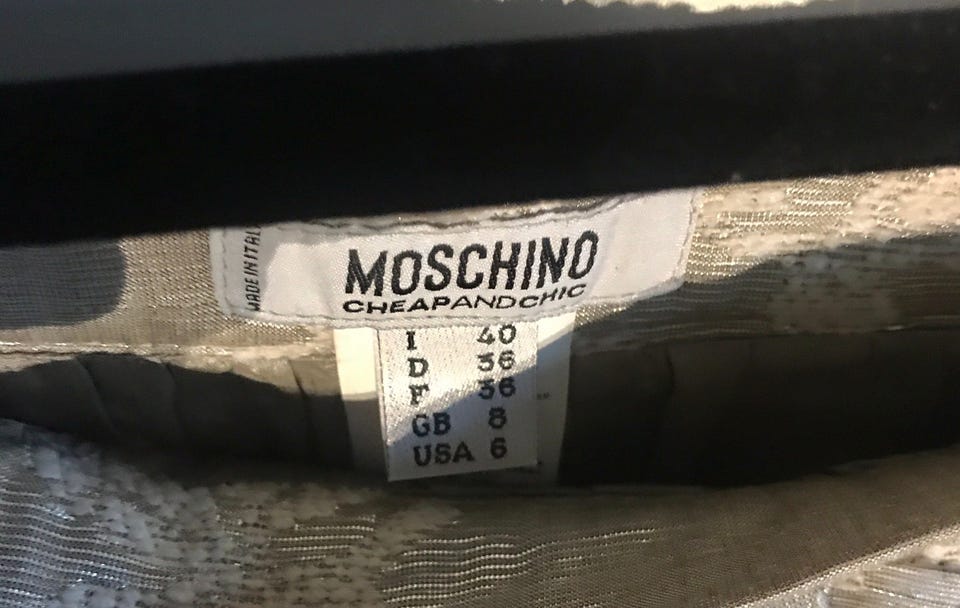 MADE IN ITALY
MOSCHINO
CHEAPANDCHIC
I 40
D 36
F 36
GB 8
USA 6